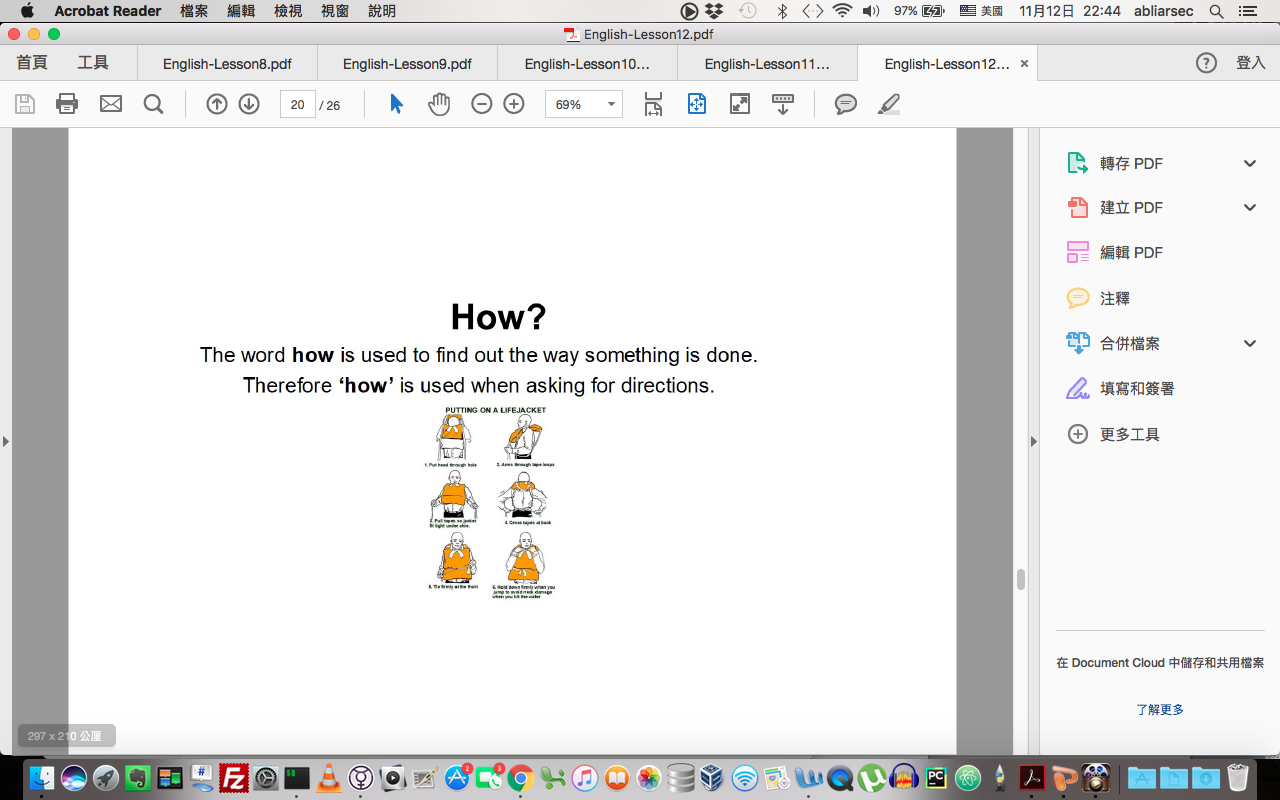 Acrobat Reader 檔案 編輯 檢視 視窗 說明 97% 美國 11月12日 22:44 abliarsec
English-Lesson12.pdf
首頁 工具 English-Lesson8.pdf English-Lesson9.pdf English-Lesson10... English-Lesson11... English-Lesson12... × ? 登入
20 / 26 69%
How?
The word how is used to find out the way something is done.
Therefore ‘how’ is used when asking for directions.
PUTTING ON A LIFEJACKET
1. Put head through hole
2. Arms through tape loops
3. Pull tapes so jacket
fit tight under chin.
4. Cross tapes at back
5. Tie firmly at the front
6. Hold down firmly when you
jump to avoid neck damage
when you hit the water
297 x 210 公厘
轉存 PDF
建立 PDF
編輯 PDF
注釋
合併檔案
填寫和簽署
更多工具
在 Document Cloud 中儲存和共用檔案
了解更多